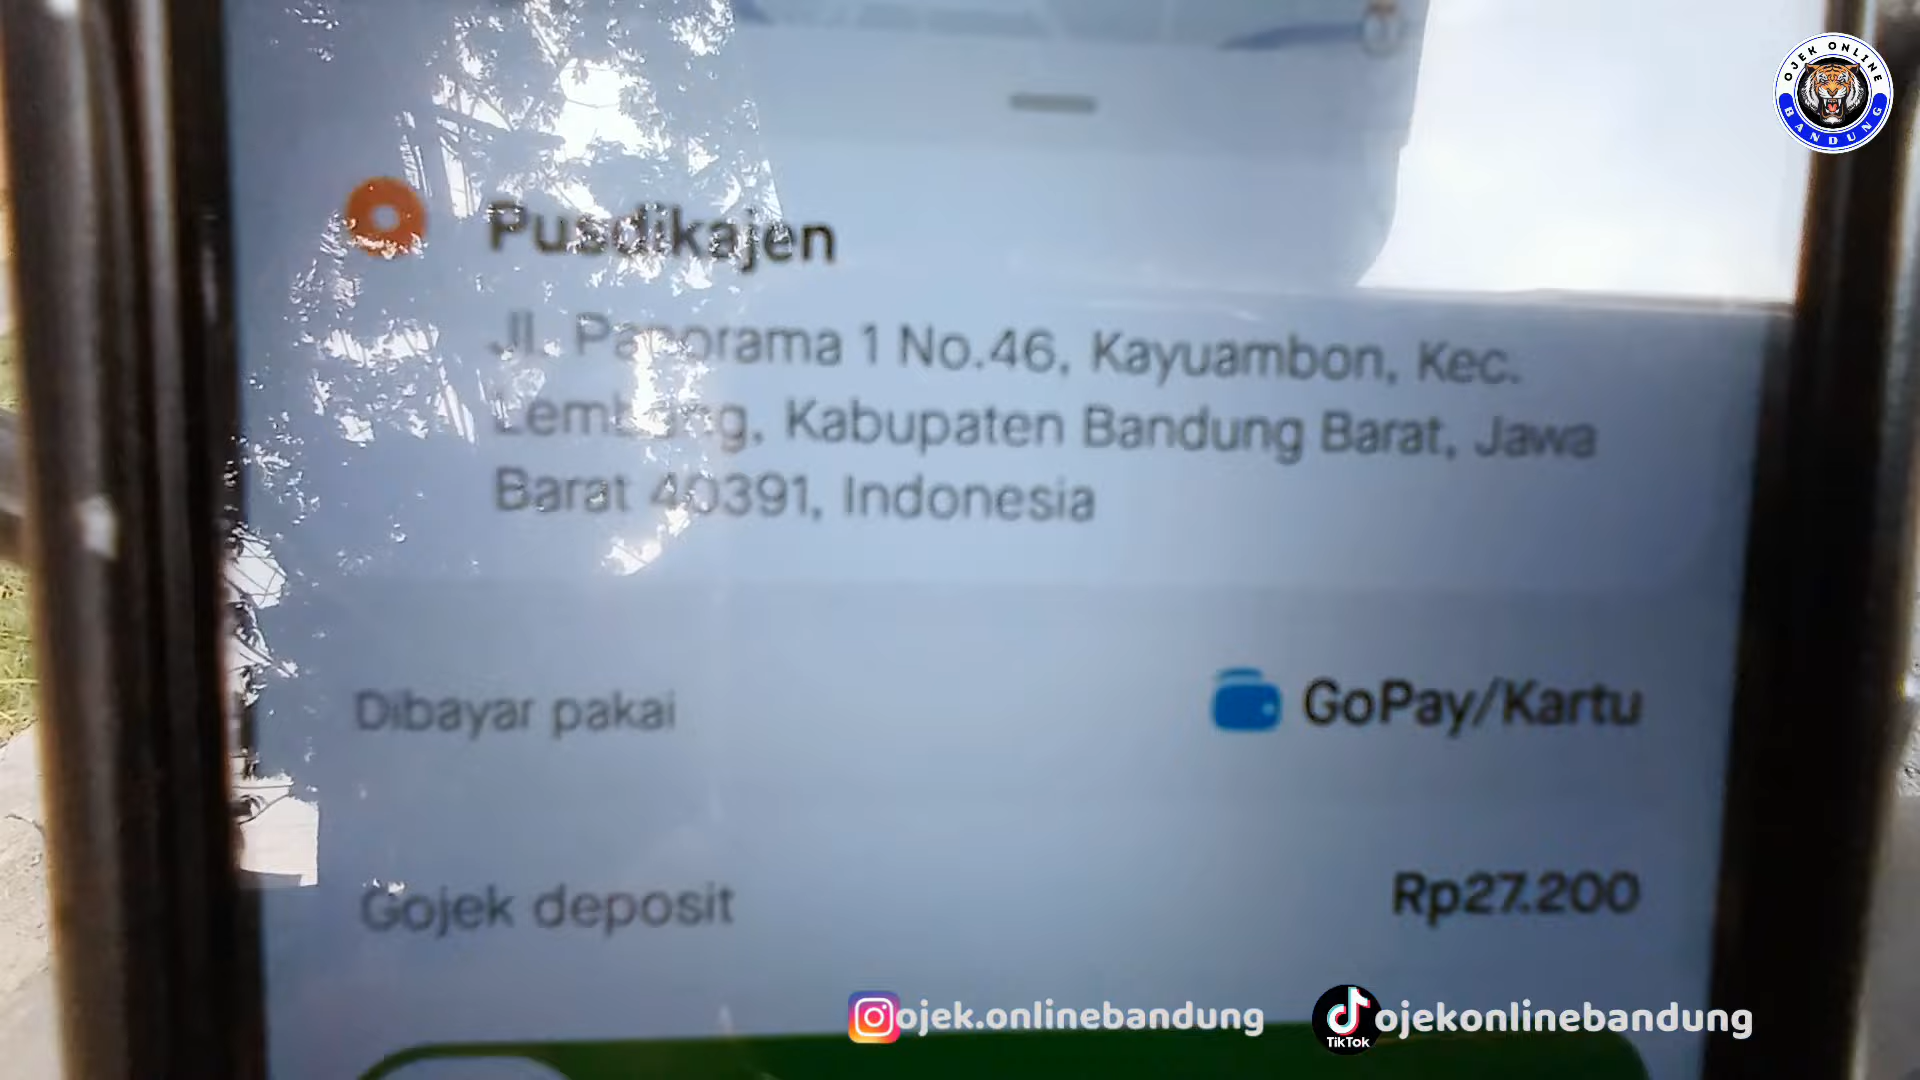 OJEK ONLINE
BANDUNG
Pusdikajen
Jl. Panorama 1 No.46, Kayuambon, Kec.
Lembang, Kabupaten Bandung Barat, Jawa
Barat 40391, Indonesia
Dibayar pakai
GoPay/Kartu
Gojek deposit
Rp27.200
ojek.onlinebandung
TikTok
ojekonlinebandung